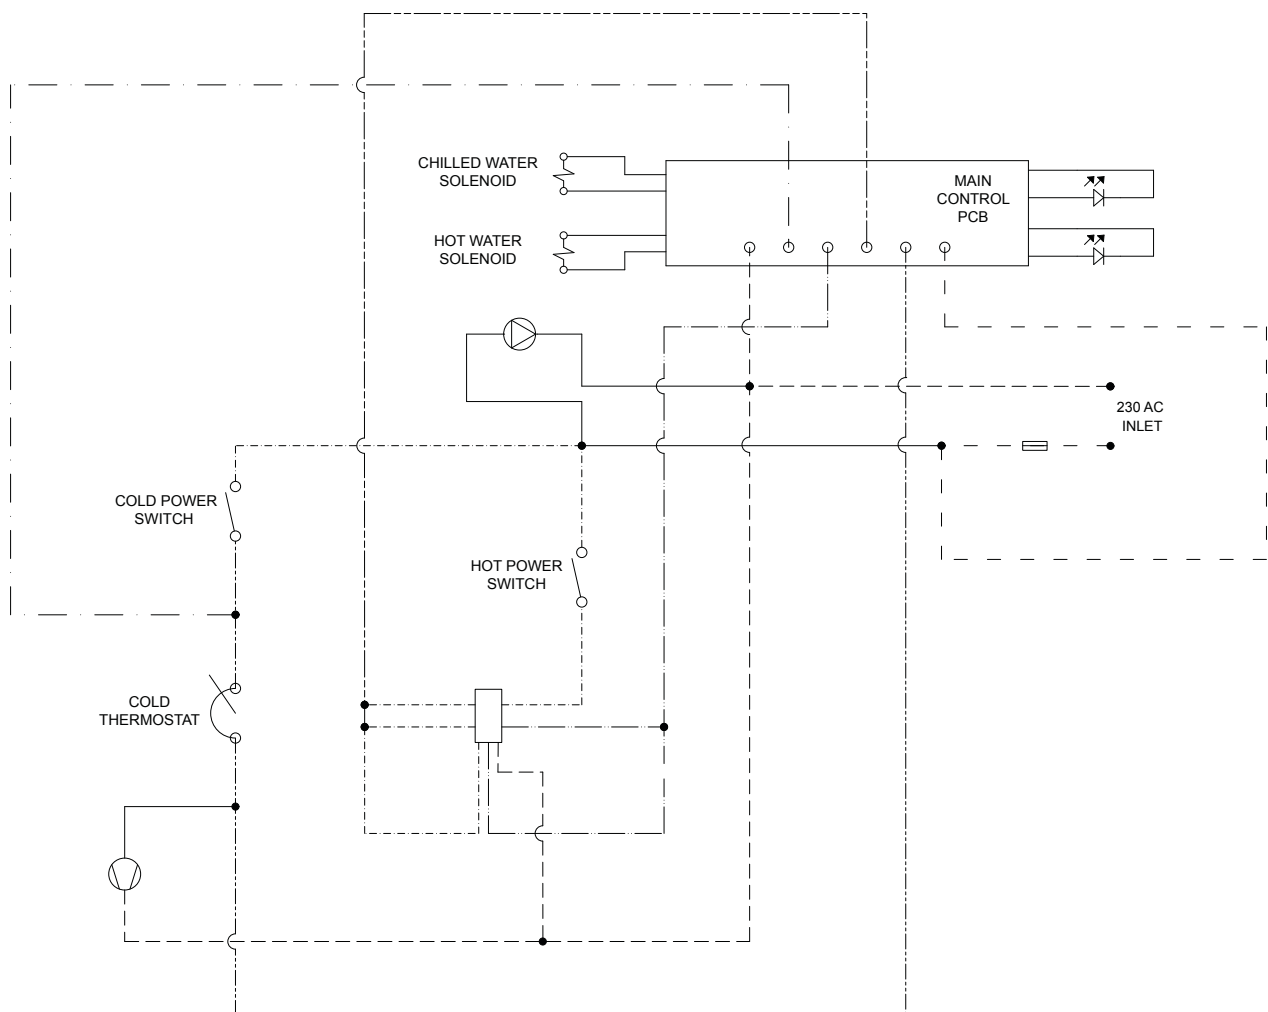 CHILLED WATER
SOLENOID
MAIN
CONTROL
PCB
HOT WATER
SOLENOID
230 AC
INLET
COLD POWER
SWITCH
HOT POWER
SWITCH
COLD
THERMOSTAT